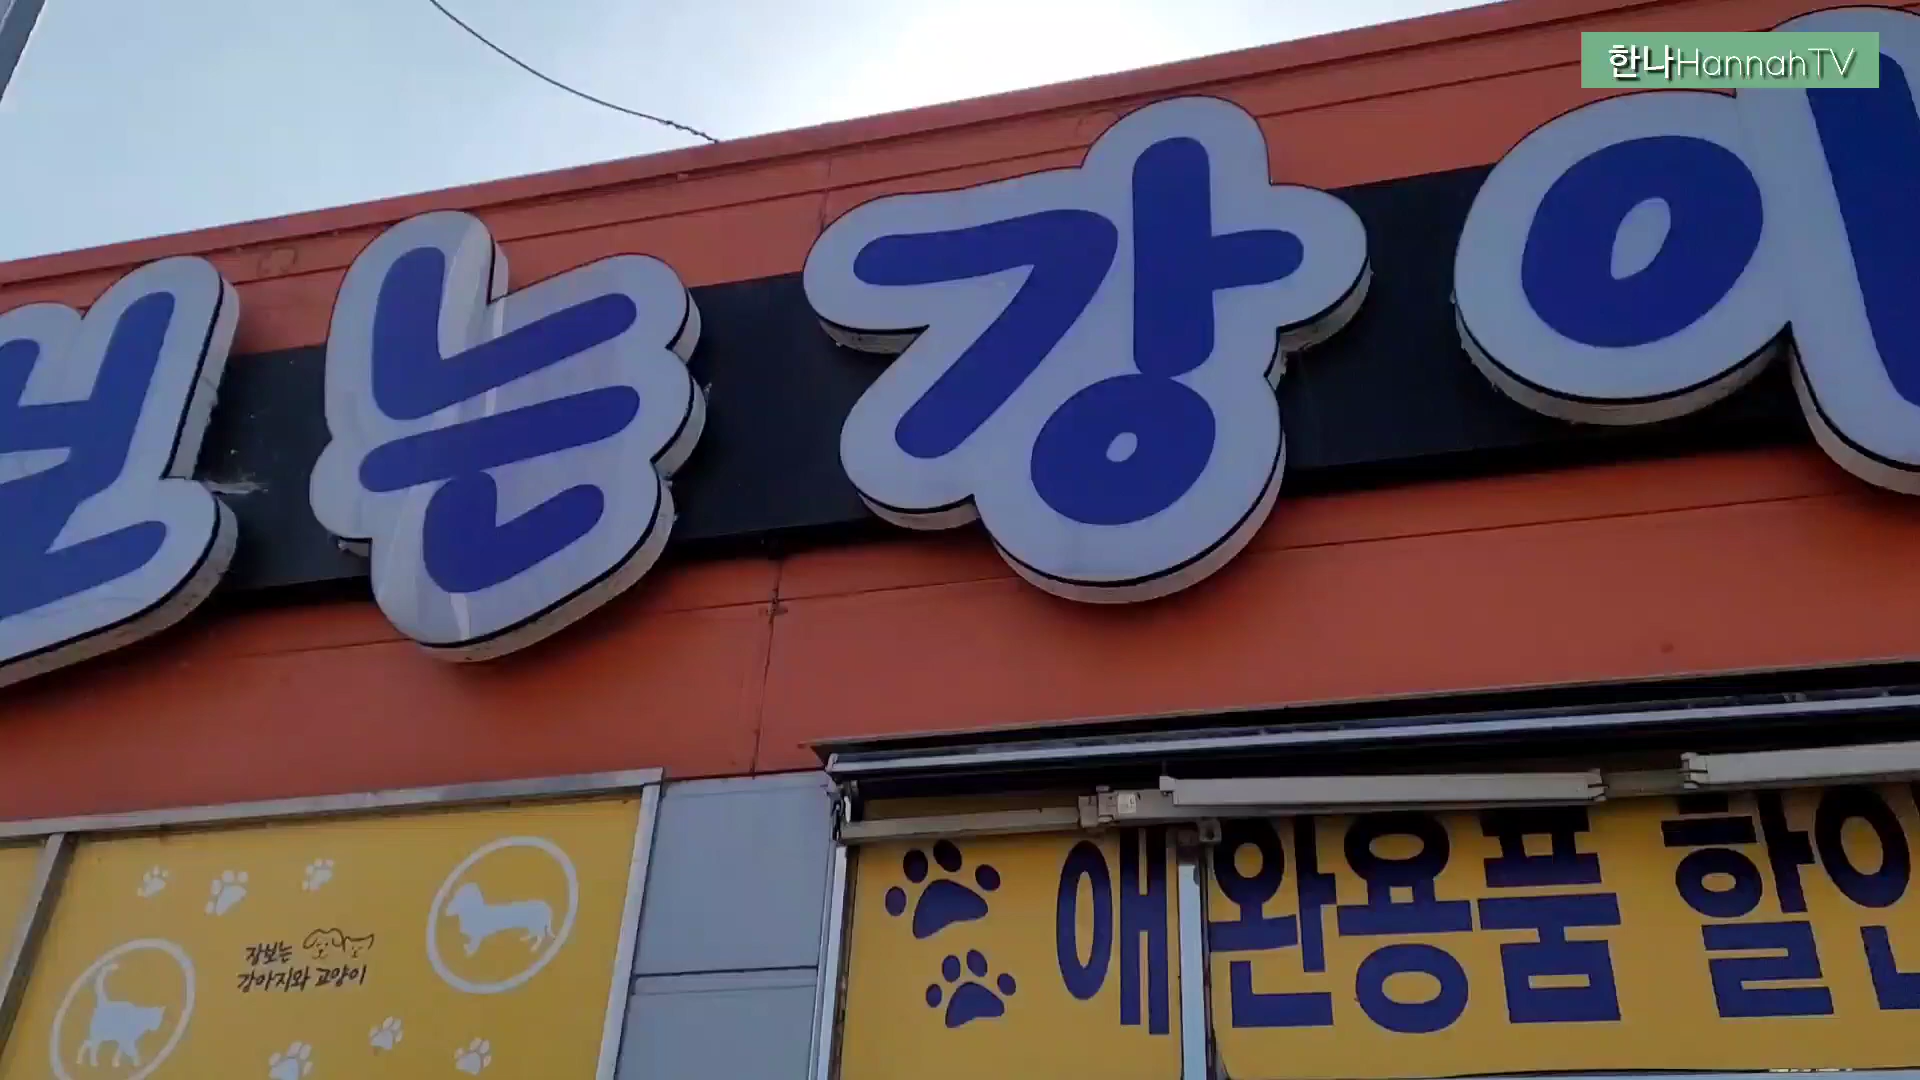 한나HannahTV
는강아
장보는
강아지와 고양이
애완용품 할인